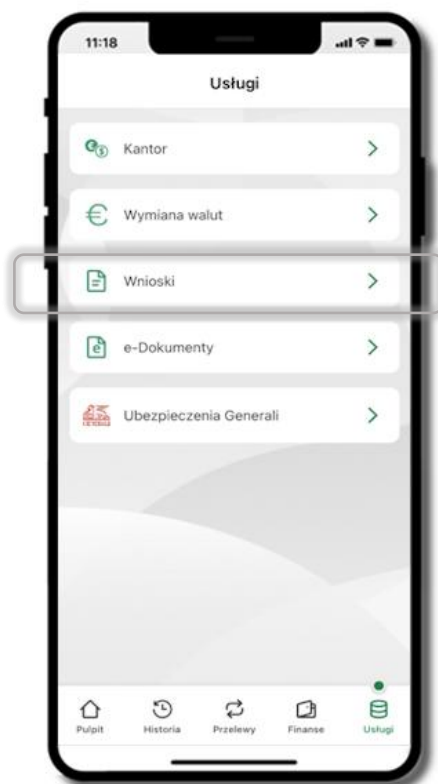 11:18
Usługi
Kantor
Wymiana walut
Wnioski
e-Dokumenty
Ubezpieczenia Generali
Pulpit Historia Przelewy Finanse Usługi